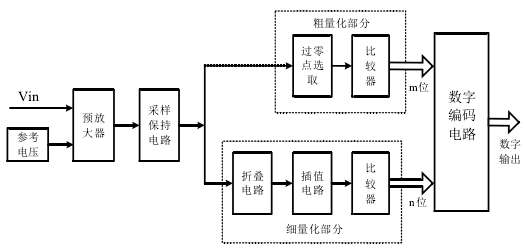 粗量化部分
过零
点选
取
比
较
器
m位
Vin
参考
电压
预放
大器
采样
保持
电路
数字
编码
电路
数字
输出
折叠
电路
插值
电路
比
较
器
n位
细量化部分